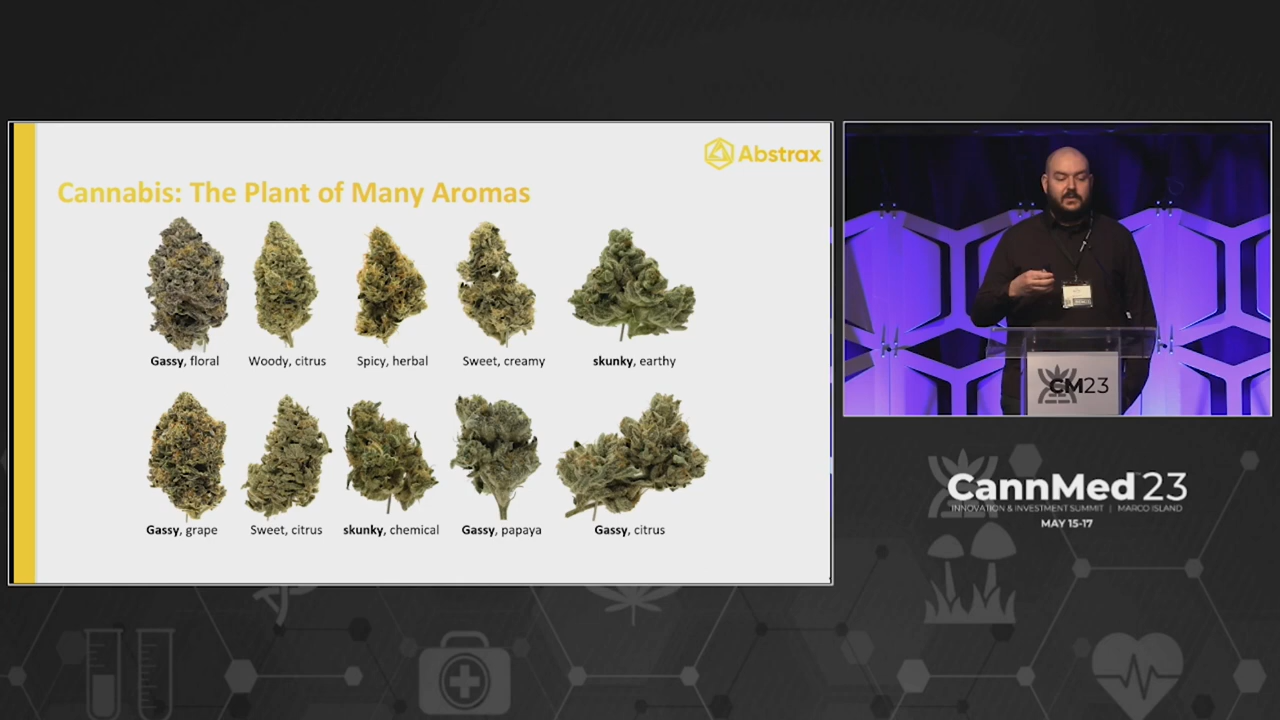 Abstrax
Cannabis: The Plant of Many Aromas
Gassy, floral
Woody, citrus
Spicy, herbal
Sweet, creamy
skunky, earthy
Gassy, grape
Sweet, citrus
skunky, chemical
Gassy, papaya
Gassy, citrus
CM23
CannMed 23
INNOVATION & INVESTMENT SUMMIT | MARCO ISLAND
MAY 15-17